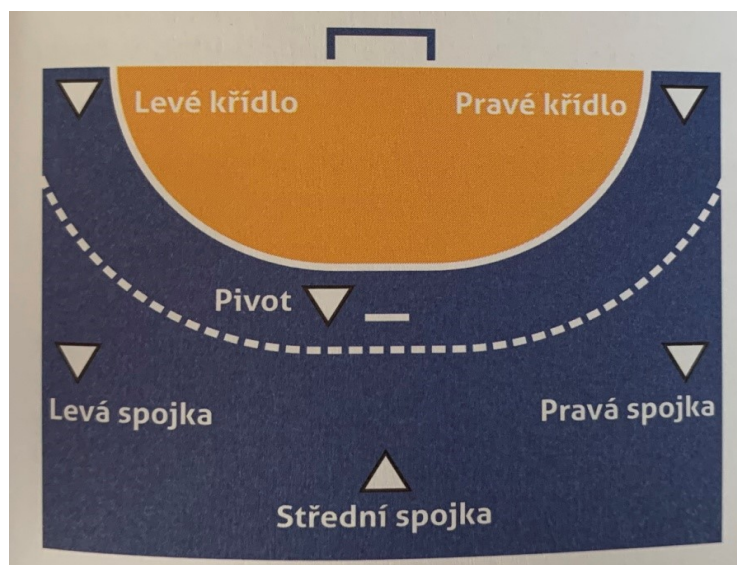 Levé křídlo
Pravé křídlo
Pivot
Levá spojka
Pravá spojka
Střední spojka